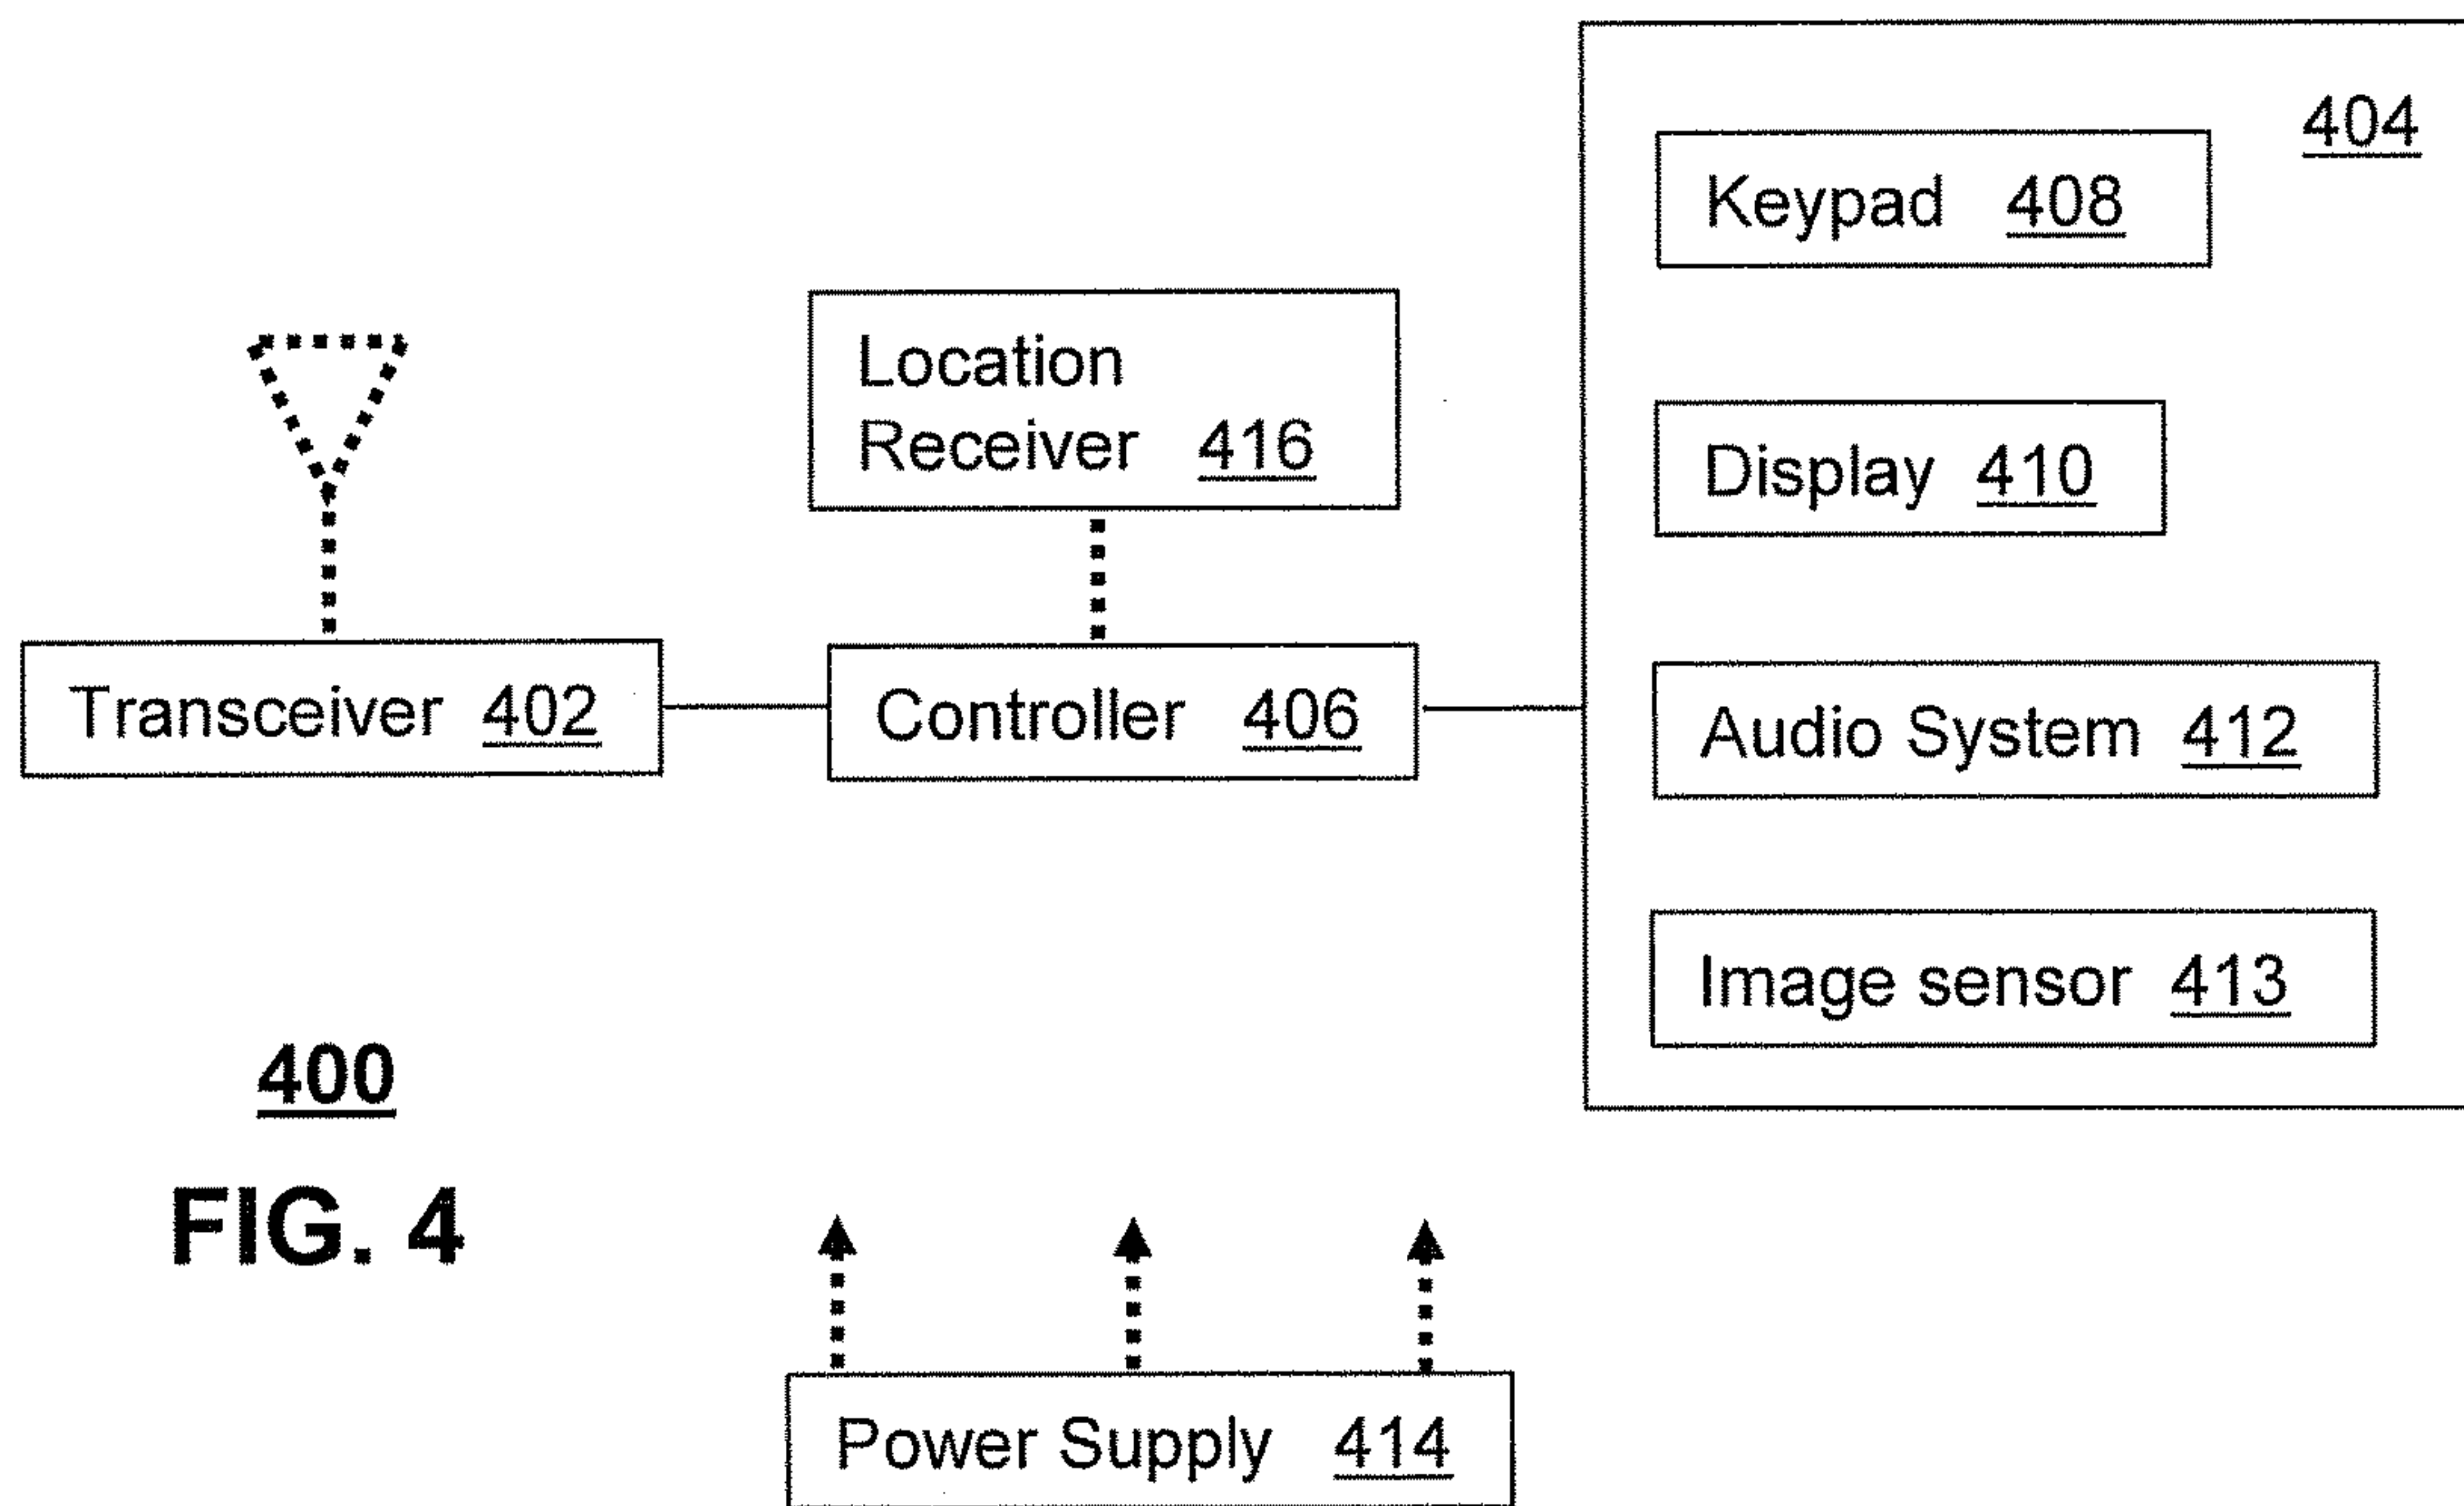 404
Keypad 408
Location
Receiver 416
Display 410
Transceiver 402
Controller 406
Audio System 412
Image sensor 413
400
FIG. 4
Power Supply 414